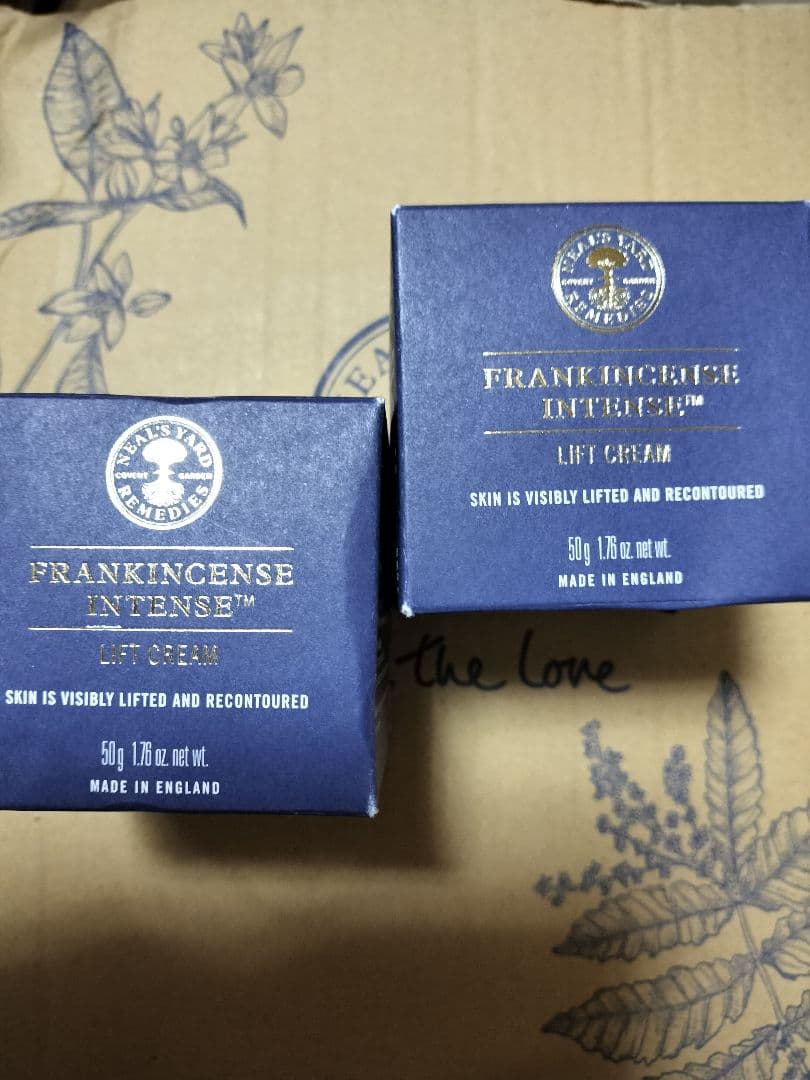 NEAL'S YARD
COVENT GARDEN
REMEDIES
FRANKINCENSE
INTENSE™
LIFT CREAM
SKIN IS VISIBLY LIFTED AND RECONTOURED
50g 1.76 oz. net wt.
MADE IN ENGLAND
NEAL'S YARD
COVENT GARDEN
REMEDIES
FRANKINCENSE
INTENSE™
LIFT CREAM
SKIN IS VISIBLY LIFTED AND RECONTOURED
50g 1.76 oz. net wt.
MADE IN ENGLAND
the love